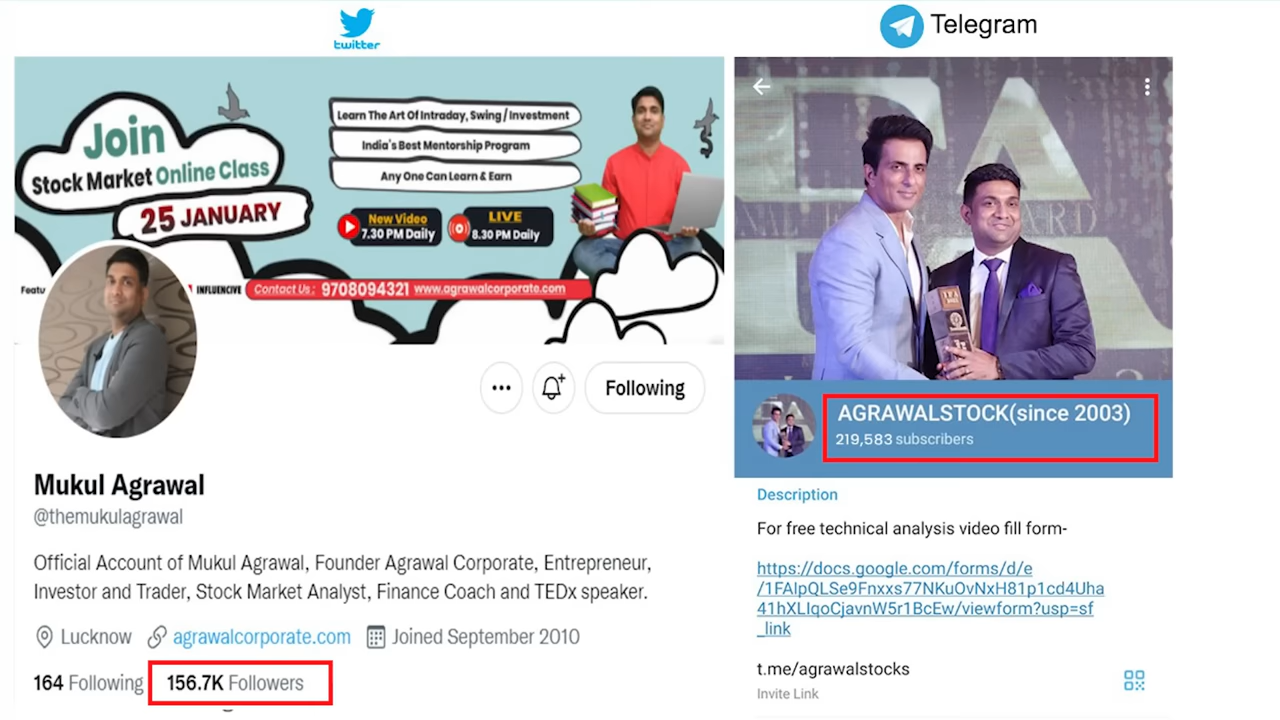 twitter
Join
Stock Market Online Class
25 JANUARY
Learn The Art Of Intraday, Swing / Investment
India's Best Mentorship Program
Any One Can Learn & Earn
New Video
7.30 PM Daily
LIVE
8.30 PM Daily
Featu
INFLUENCIVE
Contact Us : 9708094321 www.agrawalcorporate.com
Following
Mukul Agrawal
@themukulagrawal
Official Account of Mukul Agrawal, Founder Agrawal Corporate, Entrepreneur,
Investor and Trader, Stock Market Analyst, Finance Coach and TEDx speaker.
Lucknow agrawalcorporate.com Joined September 2010
164 Following 156.7K Followers
Telegram
AGRAWALSTOCK(since 2003)
219,583 subscribers
Description
For free technical analysis video fill form-
https://docs.google.com/forms/d/e
/1FAIpQLSe9Fnxxs77NKuOvNxH81p1cd4Uha
41hXLIqoCjavnW5r1BcEw/viewform?usp=sf
_link
t.me/agrawalstocks
Invite Link